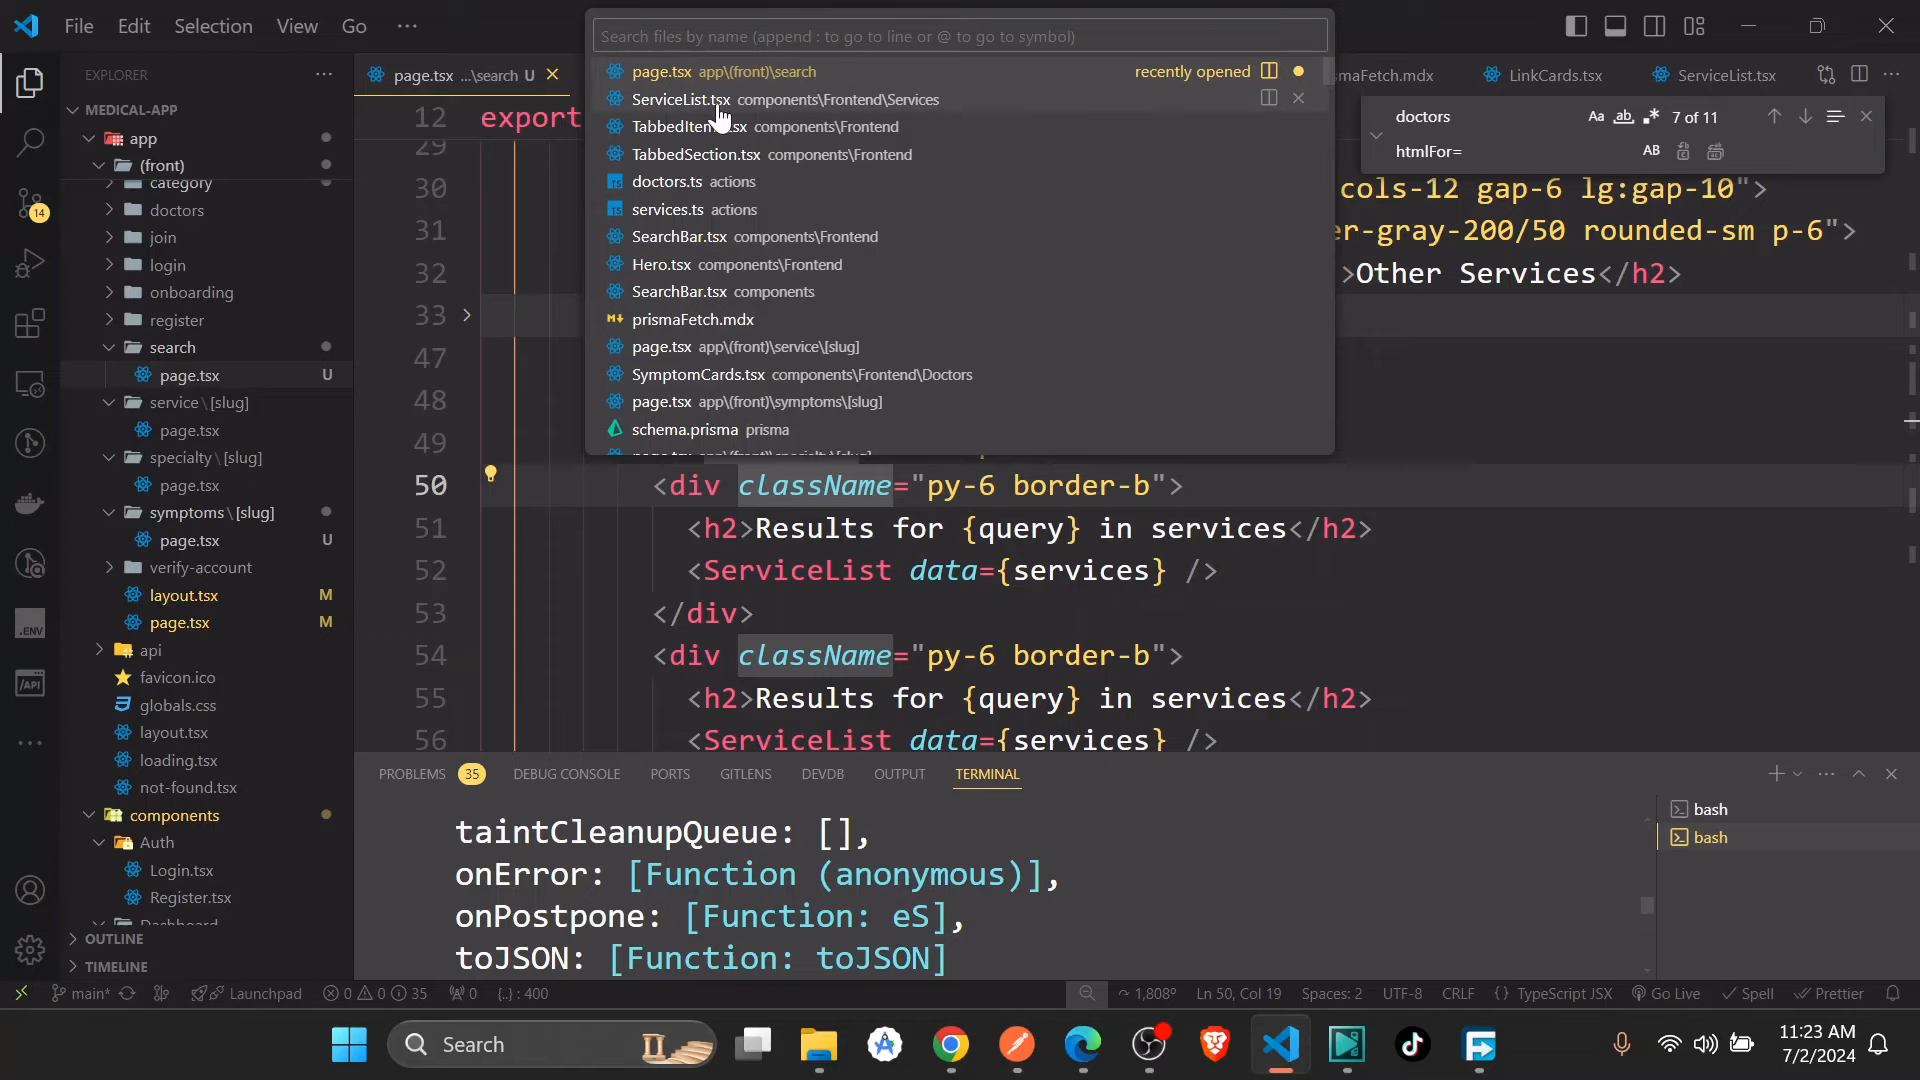 File Edit Selection View Go ···
Search files by name (append : to go to line or @ to go to symbol)
page.tsx app\(front)\search recently opened
ServiceList.tsx components\Frontend\Services
components\Frontend
TabbedSection.tsx components\Frontend
doctors.ts actions
services.ts actions
SearchBar.tsx components\Frontend
Hero.tsx components\Frontend
SearchBar.tsx components
prismaFetch.mdx
page.tsx app\(front)\service\[slug]
SymptomCards.tsx components\Frontend\Doctors
page.tsx app\(front)\symptoms\[slug]
schema.prisma prisma
EXPLORER ···
MEDICAL-APP
app
(front)
category
doctors
join
login
onboarding
register
search
page.tsx U
service\[slug]
page.tsx
specialty\[slug]
page.tsx
symptoms\[slug]
page.tsx U
verify-account
layout.tsx M
page.tsx M
api
favicon.ico
globals.css
layout.tsx
loading.tsx
not-found.tsx
components
Auth
Login.tsx
Register.tsx
Dashboard
OUTLINE
TIMELINE
14
.ENV
/API
page.tsx ...\search U
maFetch.mdx LinkCards.tsx ServiceList.tsx
doctors Aa ab 7 of 11
htmlFor= AB
12 export
29
30 cols-12 gap-6 lg:gap-10">
31 er-gray-200/50 rounded-sm p-6">
32 >Other Services</h2>
33
47
48
49
50 <div className="py-6 border-b">
51 <h2>Results for {query} in services</h2>
52 <ServiceList data={services} />
53 </div>
54 <div className="py-6 border-b">
55 <h2>Results for {query} in services</h2>
56 <ServiceList data={services} />
PROBLEMS 35 DEBUG CONSOLE PORTS GITLENS DEVDB OUTPUT TERMINAL
taintCleanupQueue: [],
onError: [Function (anonymous)],
onPostpone: [Function: eS],
toJSON: [Function: toJSON]
bash
bash
main* Launchpad 0 0 35 0 {..} : 400 1,808º Ln 50, Col 19 Spaces: 2 UTF-8 CRLF {} TypeScript JSX Go Live Spell Prettier
Search
11:23 AM
7/2/2024